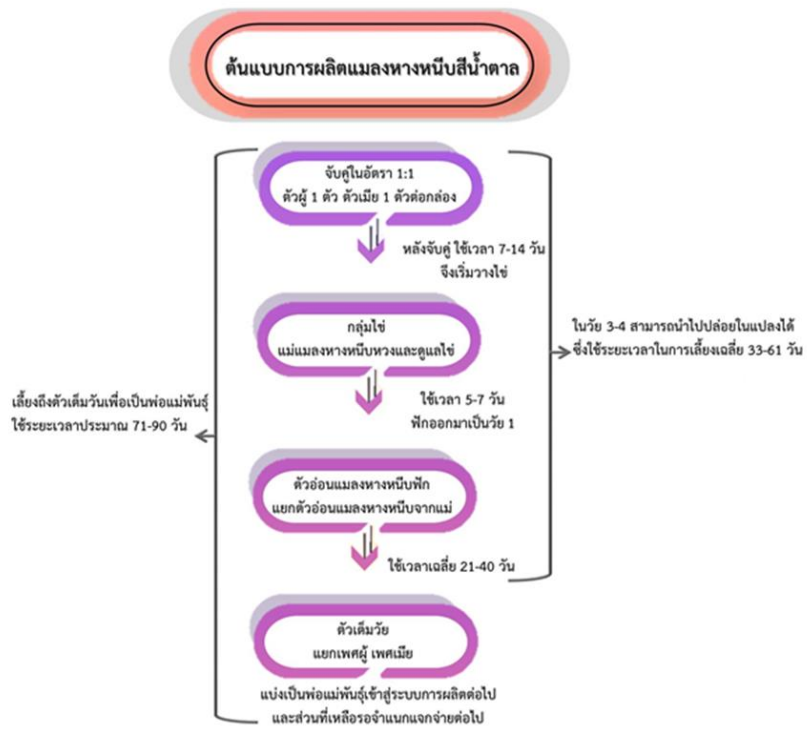 ต้นแบบการผลิตแมลงหางหนีบสีน้ำตาล
จับคู่ในอัตรา 1:1
ตัวผู้ 1 ตัว ตัวเมีย 1 ตัวต่อกล่อง
หลังจับคู่ ใช้เวลา 7-14 วัน
จึงเริ่มวางไข่
กลุ่มไข่
แม่แมลงหางหนีบหวงและดูแลไข่
ในวัย 3-4 สามารถนำไปปล่อยในแปลงได้
ซึ่งใช้ระยะเวลาในการเลี้ยงเฉลี่ย 33-61 วัน
เลี้ยงถึงตัวเต็มวันเพื่อเป็นพ่อแม่พันธุ์
ใช้ระยะเวลาประมาณ 71-90 วัน
ใช้เวลา 5-7 วัน
ฟักออกมาเป็นวัย 1
ตัวอ่อนแมลงหางหนีบฟัก
แยกตัวอ่อนแมลงหางหนีบจากแม่
ใช้เวลาเฉลี่ย 21-40 วัน
ตัวเต็มวัย
แยกเพศผู้ เพศเมีย
แบ่งเป็นพ่อแม่พันธุ์เข้าสู่ระบบการผลิตต่อไป
และส่วนที่เหลือรอจำแนกแจกจ่ายต่อไป